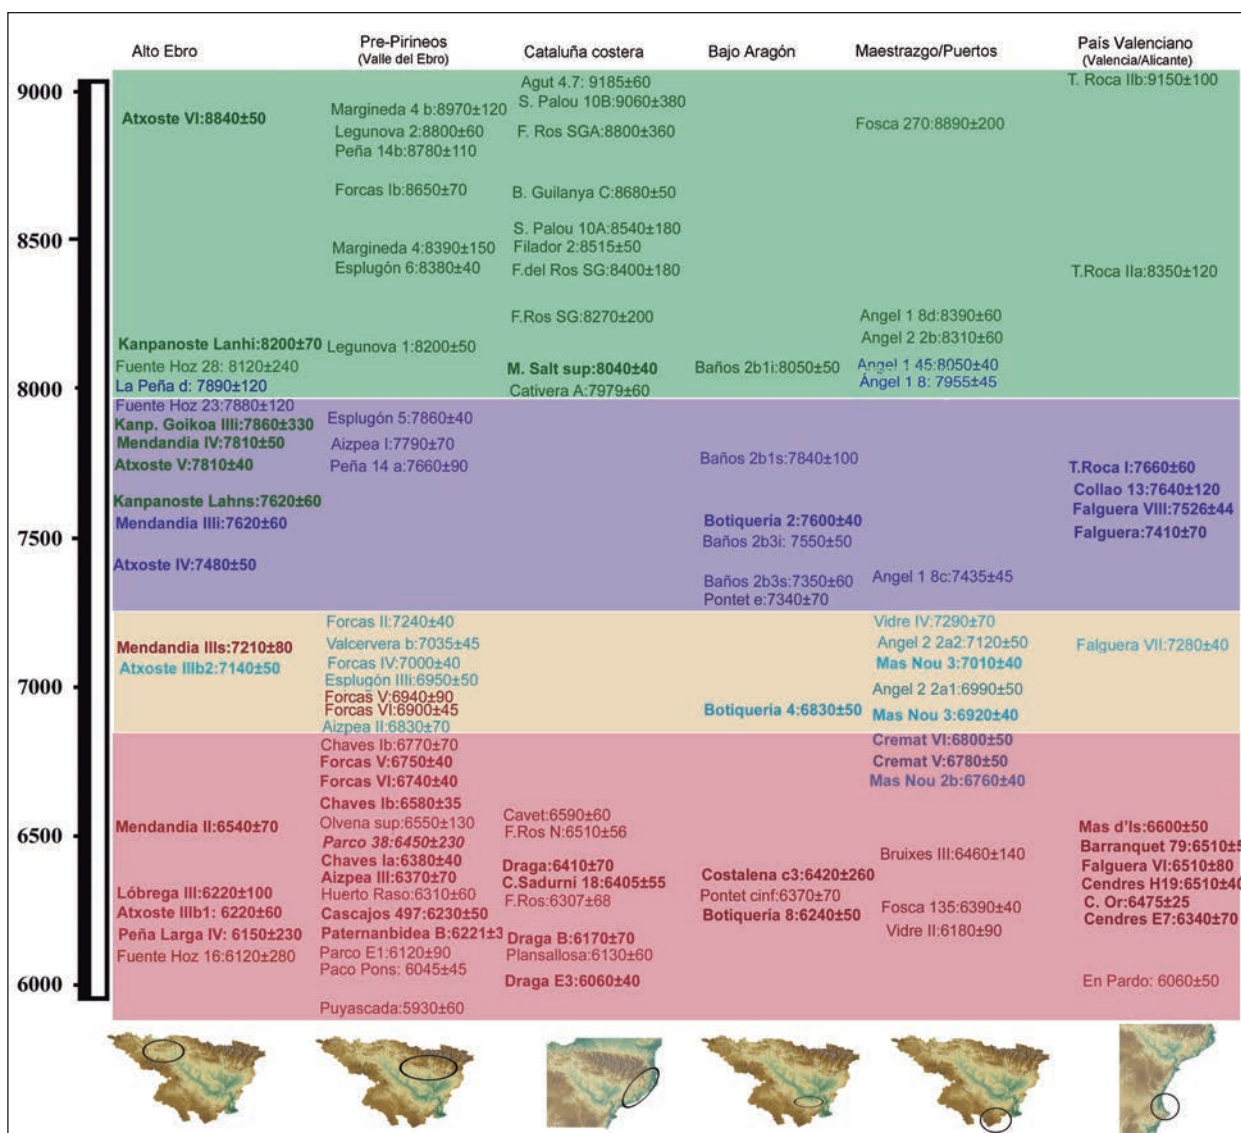 Alto Ebro
Pre-Pirineos
(Valle del Ebro)
Cataluña costera
Bajo Aragón
Maestrazgo/Puertos
País Valenciano
(Valencia/Alicante)
9000
8500
8000
7500
7000
6500
6000
Atxoste VI:8840±50
Kanpanoste Lanhi:8200±70
Fuente Hoz 28: 8120±240
La Peña d: 7890±120
Fuente Hoz 23:7880±120
Kanp. Goikoa IIIi:7860±330
Mendandia IV:7810±50
Atxoste V:7810±40
Kanpanoste Lahns:7620±60
Mendandia IIIi:7620±60
Atxoste IV:7480±50
Mendandia IIIs:7210±80
Atxoste IIIb2:7140±50
Mendandia II:6540±70
Lóbrega III:6220±100
Atxoste IIIb1: 6220±60
Peña Larga IV: 6150±230
Fuente Hoz 16:6120±280
Margineda 4 b:8970±120
Legunova 2:8800±60
Peña 14b:8780±110
Forcas Ib:8650±70
Margineda 4:8390±150
Esplugón 6:8380±40
Legunova 1:8200±50
Esplugón 5:7860±40
Aizpea I:7790±70
Peña 14 a:7660±90
Forcas II:7240±40
Valcervera b:7035±45
Forcas IV:7000±40
Esplugón IIIi:6950±50
Forcas V:6940±90
Forcas VI:6900±45
Aizpea II:6830±70
Chaves Ib:6770±70
Forcas V:6750±40
Forcas VI:6740±40
Chaves Ib:6580±35
Olvena sup:6550±130
Parco 38:6450±230
Chaves Ia:6380±40
Aizpea III:6370±70
Huerto Raso:6310±60
Cascajos 497:6230±50
Paternanbidea B:6221±3
Parco E1:6120±90
Paco Pons: 6045±45
Puyascada:5930±60
Agut 4.7: 9185±60
S. Palou 10B:9060±380
F. Ros SGA:8800±360
B. Guilanya C:8680±50
S. Palou 10A:8540±180
Filador 2:8515±50
F.del Ros SG:8400±180
F.Ros SG:8270±200
M. Salt sup:8040±40
Cativera A:7979±60
Cavet:6590±60
F.Ros N:6510±56
Draga:6410±70
C.Sadurní 18:6405±55
F.Ros:6307±68
Draga B:6170±70
Plansallosa:6130±60
Draga E3:6060±40
Baños 2b1i:8050±50
Baños 2b1s:7840±100
Botiquería 2:7600±40
Baños 2b3i: 7550±50
Baños 2b3s:7350±60
Pontet e:7340±70
Botiquería 4:6830±50
Costalena c3:6420±260
Pontet cinf:6370±70
Botiquería 8:6240±50
Fosca 270:8890±200
Angel 1 8d:8390±60
Angel 2 2b:8310±60
Angel 1 45:8050±40
Ángel 1 8: 7955±45
Angel 1 8c:7435±45
Vidre IV:7290±70
Angel 2 2a2:7120±50
Mas Nou 3:7010±40
Angel 2 2a1:6990±50
Mas Nou 3:6920±40
Cremat VI:6800±50
Cremat V:6780±50
Mas Nou 2b:6760±40
Bruixes III:6460±140
Fosca 135:6390±40
Vidre II:6180±90
T. Roca IIb:9150±100
T.Roca IIa:8350±120
T.Roca I:7660±60
Collao 13:7640±120
Falguera VIII:7526±44
Falguera:7410±70
Falguera VII:7280±40
Mas d'Is:6600±50
Barranquet 79:6510±5
Falguera VI:6510±80
Cendres H19:6510±40
C. Or:6475±25
Cendres E7:6340±70
En Pardo: 6060±50